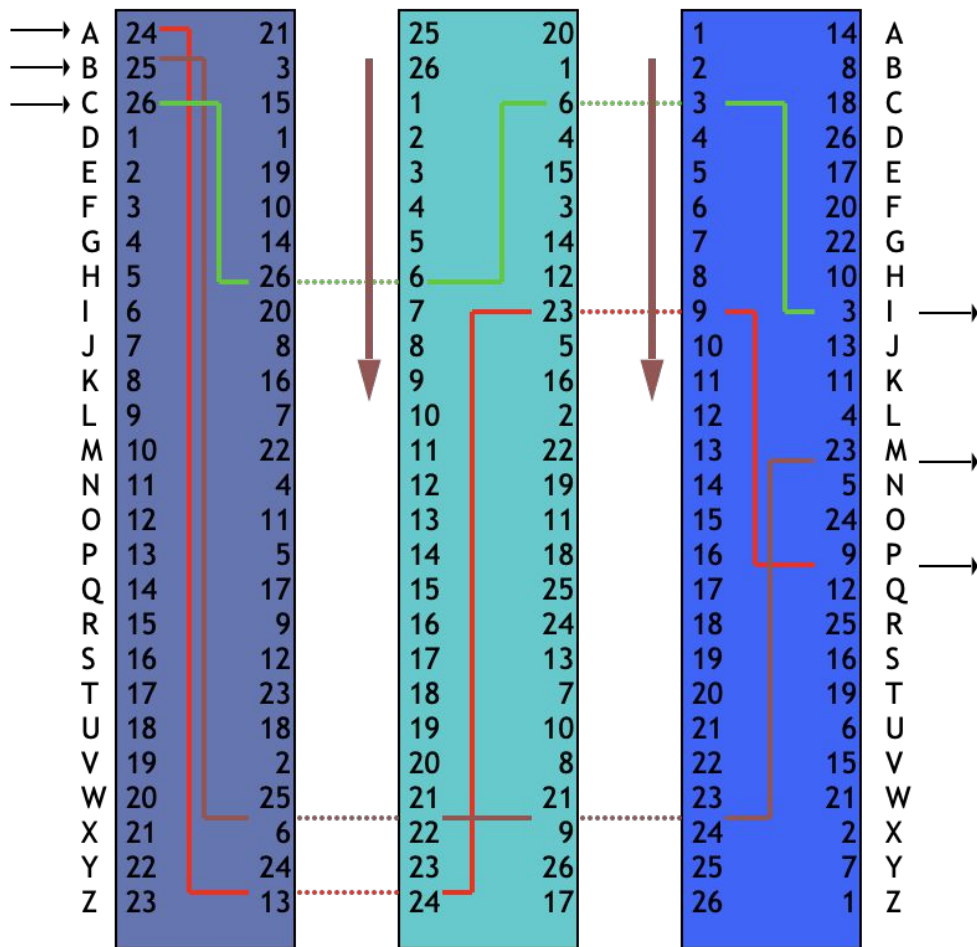 A 24 21 25 20 1 14 A
B 25 3 26 1 2 8 B
C 26 15 1 6 3 18 C
D 1 1 2 4 4 26 D
E 2 19 3 15 5 17 E
F 3 10 4 3 6 20 F
G 4 14 5 14 7 22 G
H 5 26 6 12 8 10 H
I 6 20 7 23 9 3 I
J 7 8 8 5 10 13 J
K 8 16 9 16 11 11 K
L 9 7 10 2 12 4 L
M 10 22 11 22 13 23 M
N 11 4 12 19 14 5 N
O 12 11 13 11 15 24 O
P 13 5 14 18 16 9 P
Q 14 17 15 25 17 12 Q
R 15 9 16 24 18 25 R
S 16 12 17 13 19 16 S
T 17 23 18 7 20 19 T
U 18 18 19 10 21 6 U
V 19 2 20 8 22 15 V
W 20 25 21 21 23 21 W
X 21 6 22 9 24 2 X
Y 22 24 23 26 25 7 Y
Z 23 13 24 17 26 1 Z